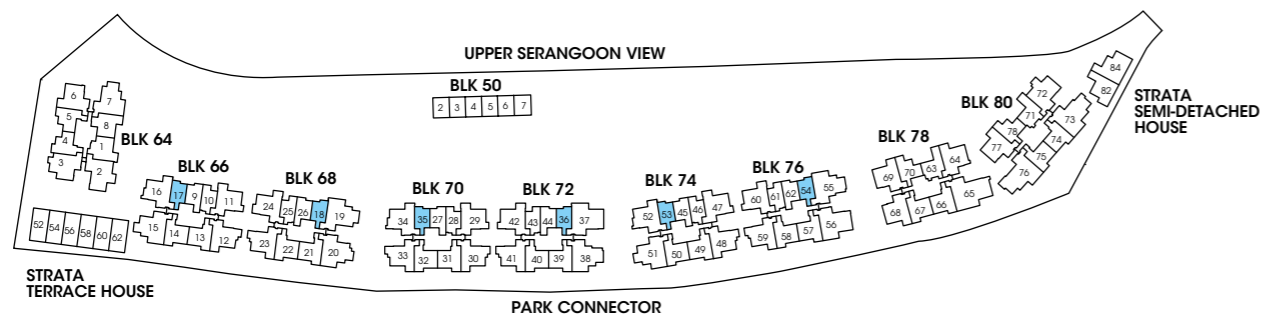 UPPER SERANGOON VIEW
BLK 50
2 3 4 5 6 7
BLK 64
6 7
5 8
4 1
3 2
BLK 66
16 17 9 10 11
15 14 13 12
BLK 68
24 25 26 18 19
23 22 21 20
BLK 70
34 35 27 28 29
33 32 31 30
BLK 72
42 43 44 36 37
41 40 39 38
BLK 74
52 53 45 46 47
51 50 49 48
BLK 76
60 61 62 54 55
59 58 57 56
BLK 78
69 70 63 64
68 67 66 65
BLK 80
72
71 73
78 74
77 75
76
84
82
STRATA
SEMI-DETACHED
HOUSE
52 54 56 58 60 62
STRATA
TERRACE HOUSE
PARK CONNECTOR